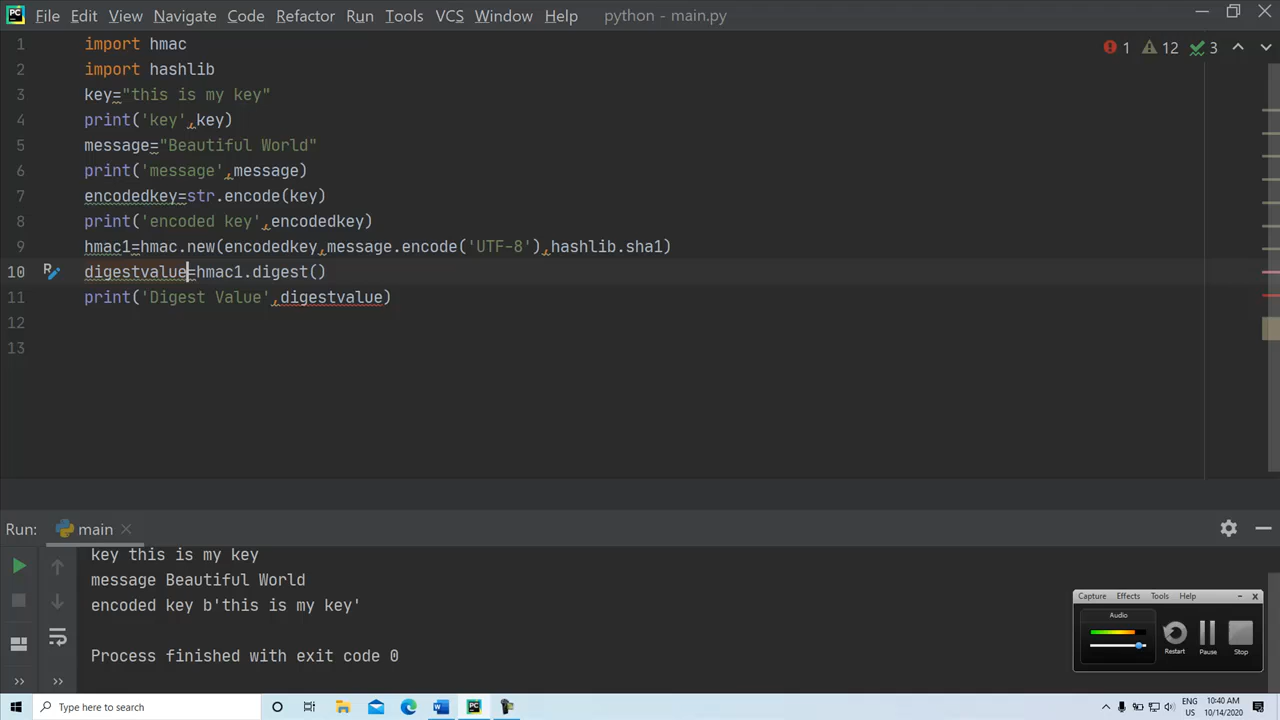 PC File Edit View Navigate Code Refactor Run Tools VCS Window Help python - main.py
1 import hmac
2 import hashlib
3 key="this is my key"
4 print('key',key)
5 message="Beautiful World"
6 print('message',message)
7 encodedkey=str.encode(key)
8 print('encoded key',encodedkey)
9 hmac1=hmac.new(encodedkey,message.encode('UTF-8'),hashlib.sha1)
10 digestvalue=hmac1.digest()
11 print('Digest Value',digestvalue)
12
13
1 12 3
Run: main
key this is my key
message Beautiful World
encoded key b'this is my key'
Process finished with exit code 0
Capture Effects Tools Help
Audio
Restart Pause Stop
Type here to search
ENG
US
10:40 AM
10/14/2020